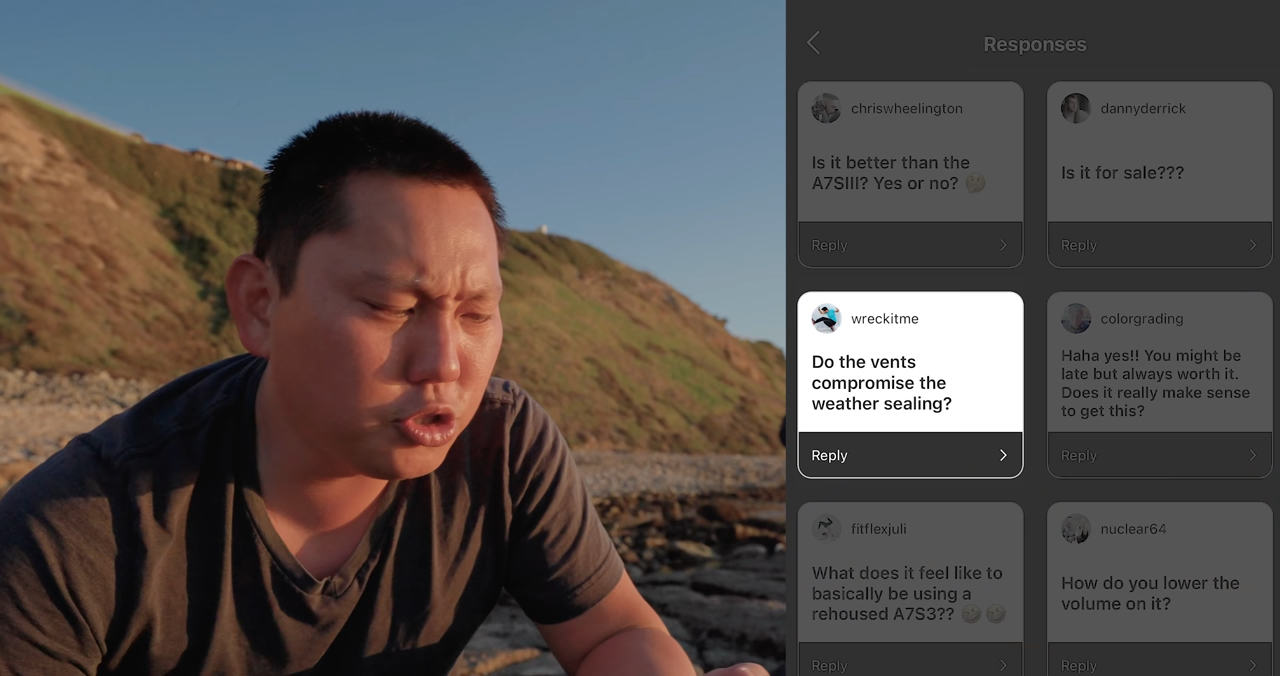 Responses
chriswheelington
Is it better than the
A7SIII? Yes or no? 🤔
Reply
dannyderrick
Is it for sale???
Reply
wreckitme
Do the vents
compromise the
weather sealing?
Reply
colorgrading
Haha yes!! You might be
late but always worth it.
Does it really make sense
to get this?
Reply
fitflexjuli
What does it feel like to
basically be using a
rehoused A7S3?? 🤣🤣
Reply
nuclear64
How do you lower the
volume on it?
Reply